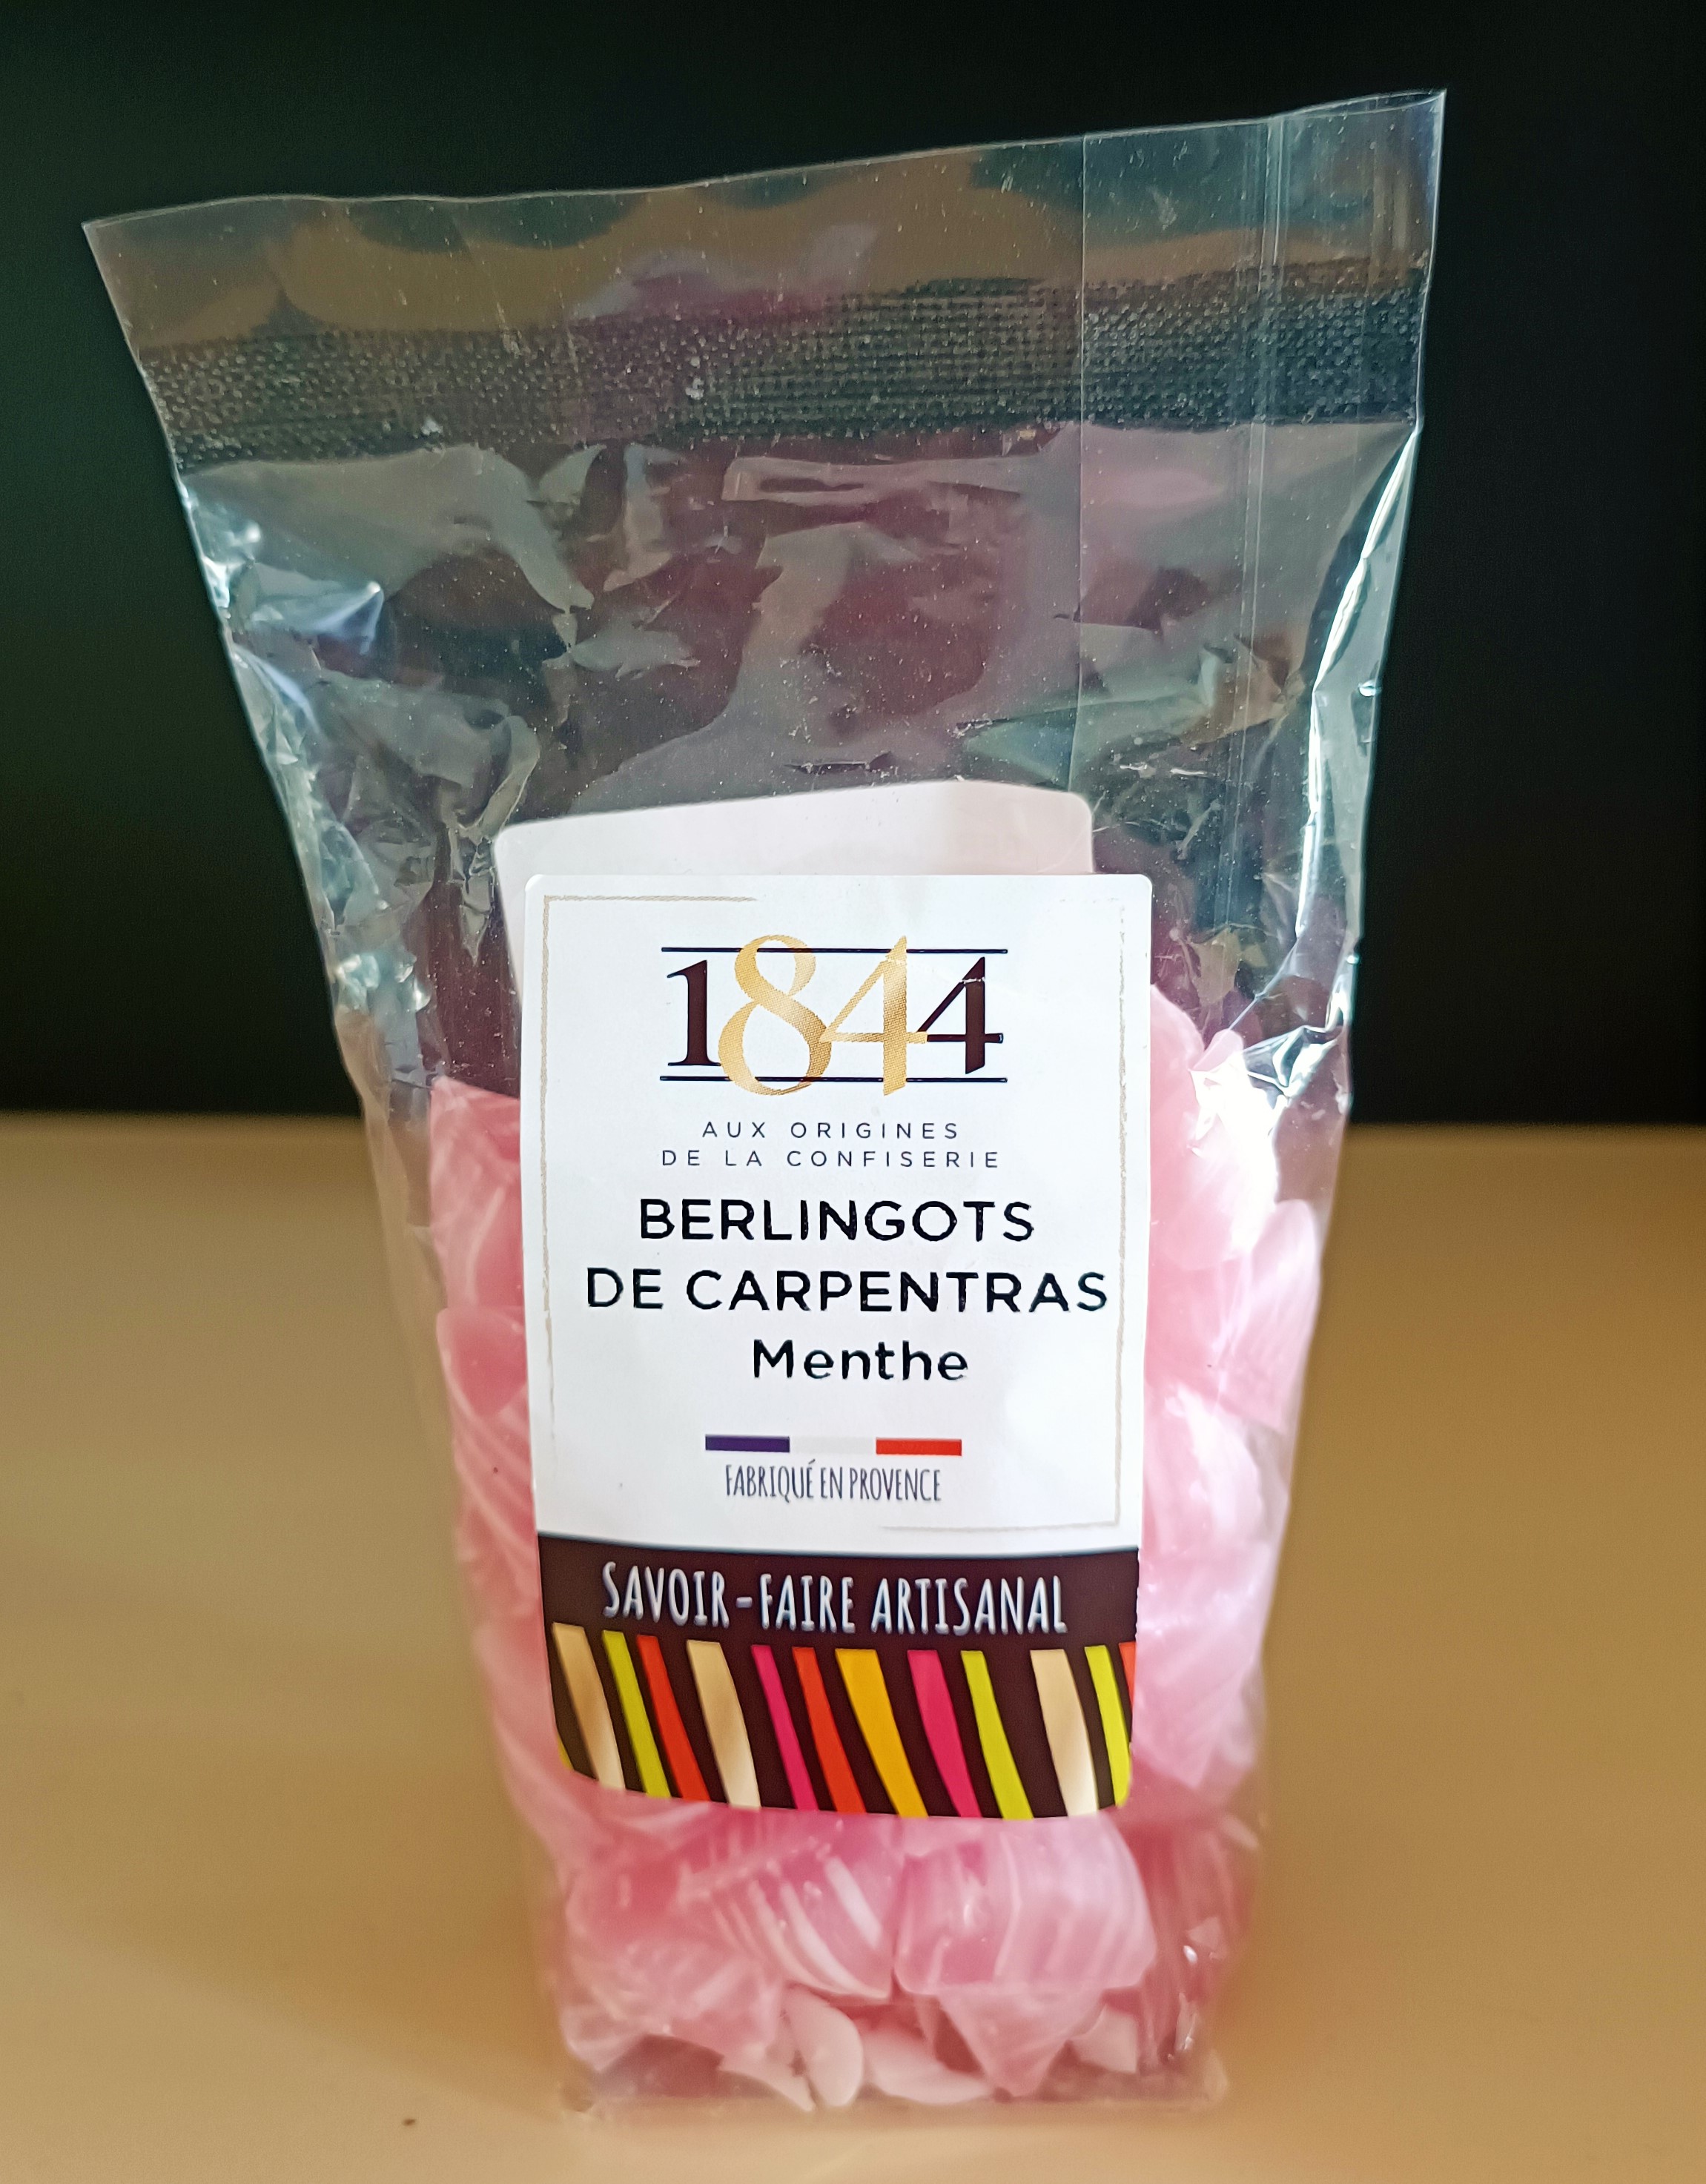 1844
AUX ORIGINES
DE LA CONFISERIE
BERLINGOTS
DE CARPENTRAS
Menthe
FABRIQUÉ EN PROVENCE
SAVOIR-FAIRE ARTISANAL